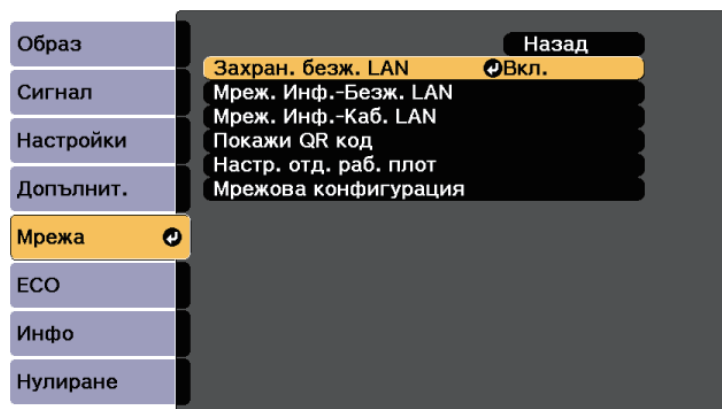 Образ
Сигнал
Настройки
Допълнит.
Мрежа
ECO
Инфо
Нулиране
Назад
Захран. безж. LAN Вкл.
Мреж. Инф.-Безж. LAN
Мреж. Инф.-Каб. LAN
Покажи QR код
Настр. отд. раб. плот
Мрежова конфигурация